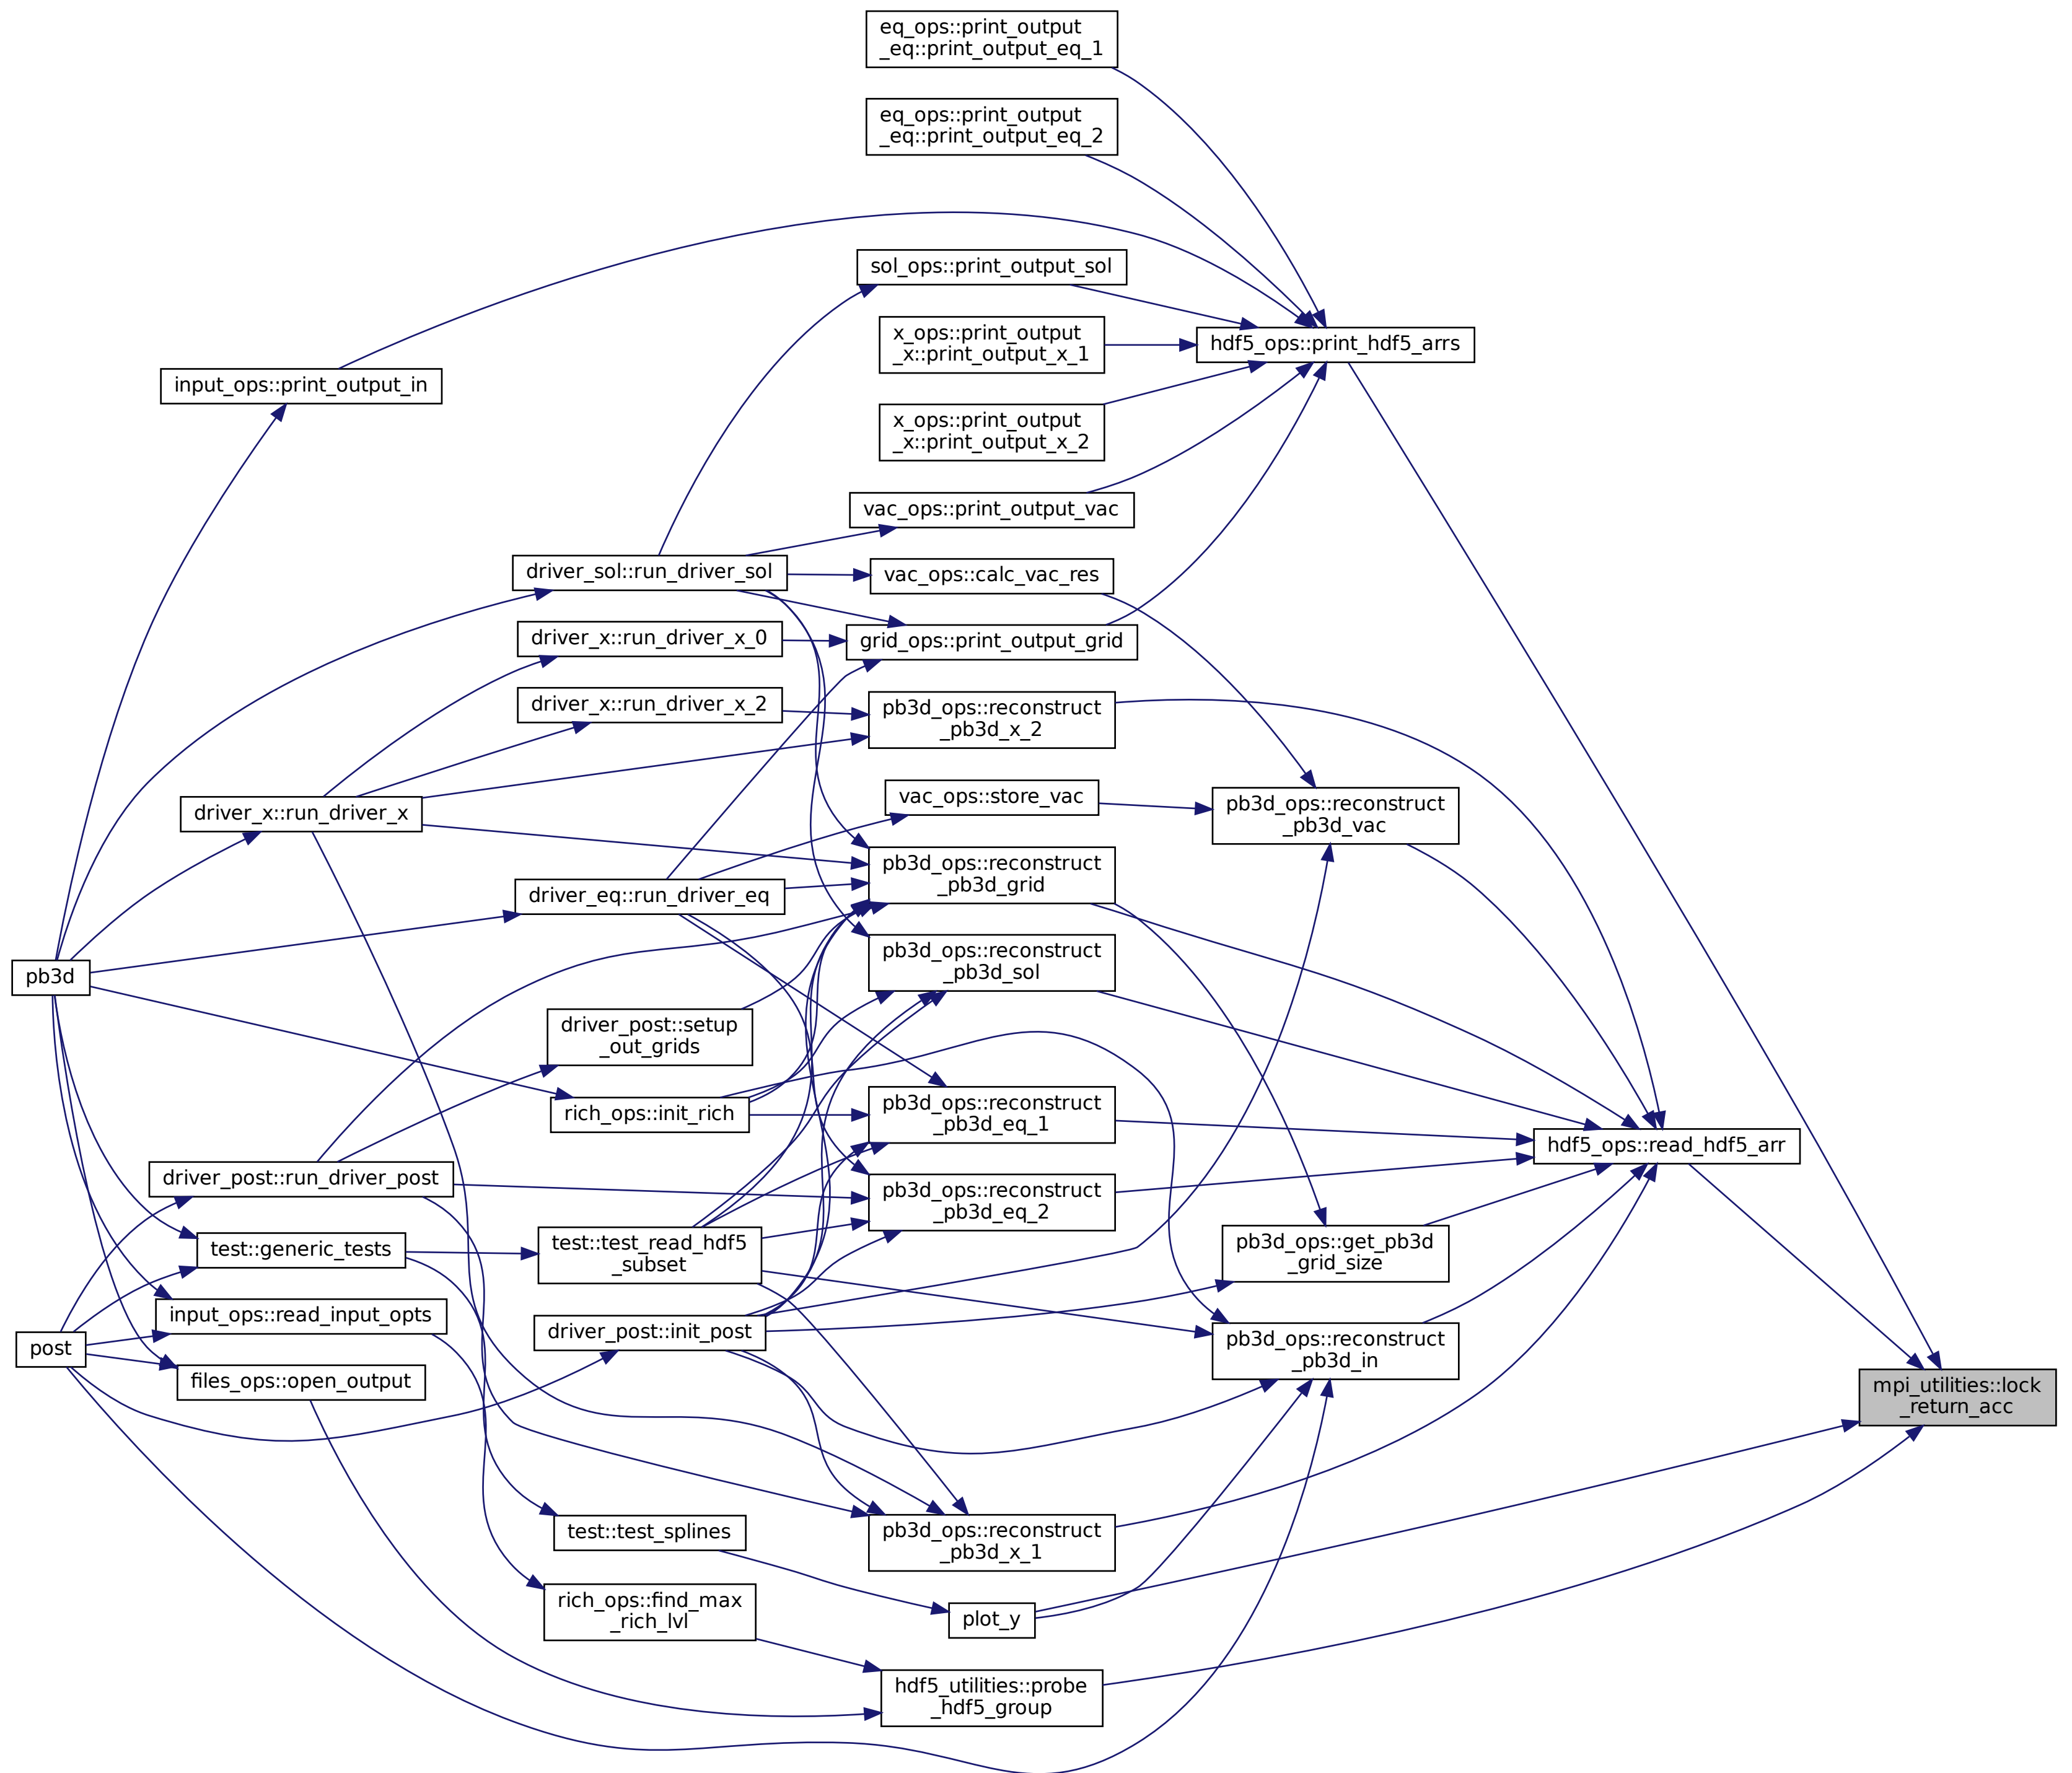 eq_ops::print_output
_eq::print_output_eq_1
eq_ops::print_output
_eq::print_output_eq_2
sol_ops::print_output_sol
x_ops::print_output
_x::print_output_x_1
hdf5_ops::print_hdf5_arrs
input_ops::print_output_in
x_ops::print_output
_x::print_output_x_2
vac_ops::print_output_vac
driver_sol::run_driver_sol
vac_ops::calc_vac_res
driver_x::run_driver_x_0
grid_ops::print_output_grid
driver_x::run_driver_x_2
pb3d_ops::reconstruct
_pb3d_x_2
driver_x::run_driver_x
vac_ops::store_vac
pb3d_ops::reconstruct
_pb3d_vac
driver_eq::run_driver_eq
pb3d_ops::reconstruct
_pb3d_grid
pb3d
pb3d_ops::reconstruct
_pb3d_sol
driver_post::setup
_out_grids
rich_ops::init_rich
pb3d_ops::reconstruct
_pb3d_eq_1
hdf5_ops::read_hdf5_arr
driver_post::run_driver_post
pb3d_ops::reconstruct
_pb3d_eq_2
test::generic_tests
test::test_read_hdf5
_subset
pb3d_ops::get_pb3d
_grid_size
input_ops::read_input_opts
post
driver_post::init_post
pb3d_ops::reconstruct
_pb3d_in
files_ops::open_output
mpi_utilities::lock
_return_acc
test::test_splines
pb3d_ops::reconstruct
_pb3d_x_1
rich_ops::find_max
_rich_lvl
plot_y
hdf5_utilities::probe
_hdf5_group